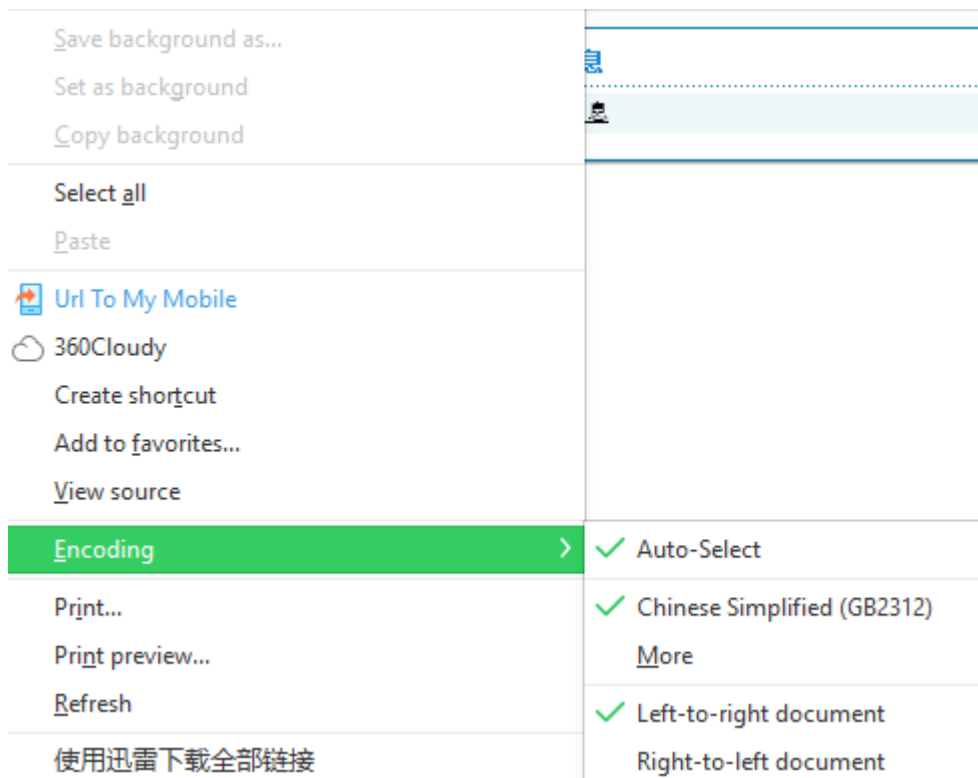 Save background as...
息
Set as background
Copy background
Select all
Paste
Url To My Mobile
360Cloudy
Create shortcut
Add to favorites...
View source
Encoding
Auto-Select
Print...
Chinese Simplified (GB2312)
Print preview...
More
Refresh
Left-to-right document
使用迅雷下载全部链接
Right-to-left document